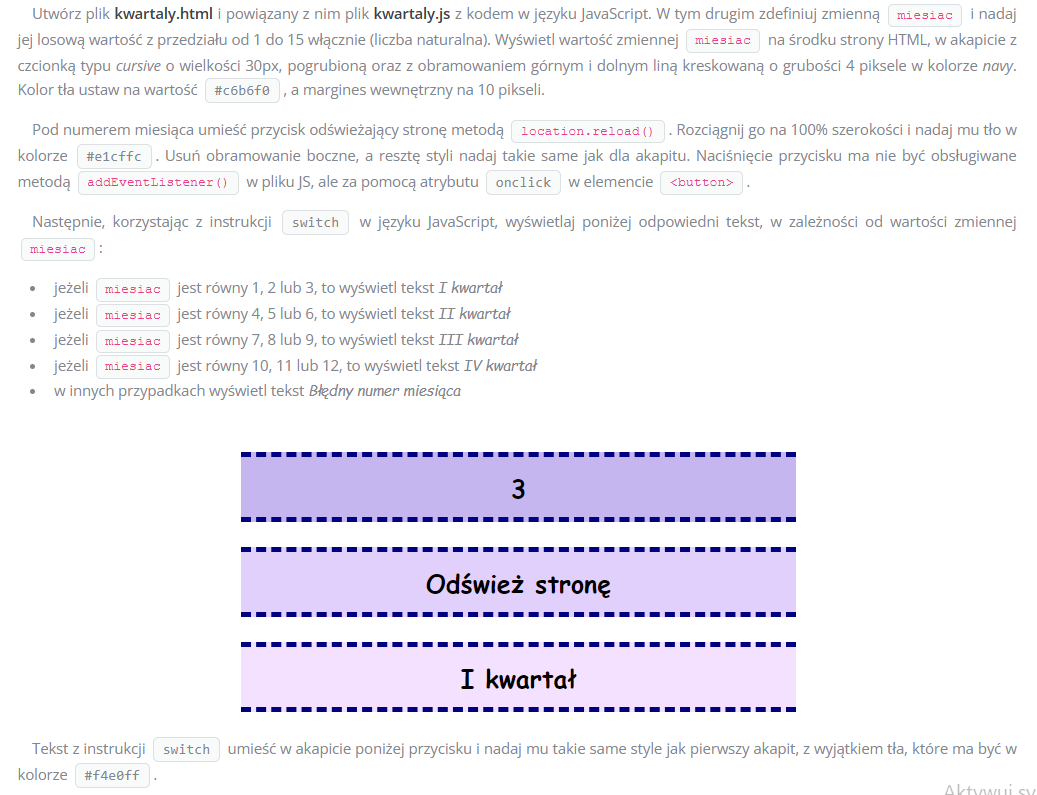 Utwórz plik kwartaly.html i powiązany z nim plik kwartaly.js z kodem w języku JavaScript. W tym drugim zdefiniuj zmienną miesiac i nadaj
jej losową wartość z przedziału od 1 do 15 włącznie (liczba naturalna). Wyświetl wartość zmiennej miesiac na środku strony HTML, w akapicie z
czcionką typu cursive o wielkości 30px, pogrubioną oraz z obramowaniem górnym i dolnym liną kreskowaną o grubości 4 piksele w kolorze navy.
Kolor tła ustaw na wartość #c6b6f0 , a margines wewnętrzny na 10 pikseli.
Pod numerem miesiąca umieść przycisk odświeżający stronę metodą location.reload() . Rozciągnij go na 100% szerokości i nadaj mu tło w
kolorze #e1cffc . Usuń obramowanie boczne, a resztę styli nadaj takie same jak dla akapitu. Naciśnięcie przycisku ma nie być obsługiwane
metodą addEventListener() w pliku JS, ale za pomocą atrybutu onclick w elemencie <button> .
Następnie, korzystając z instrukcji switch w języku JavaScript, wyświetlaj poniżej odpowiedni tekst, w zależności od wartości zmiennej
miesiac :
• jeżeli miesiac jest równy 1, 2 lub 3, to wyświetl tekst I kwartał
• jeżeli miesiac jest równy 4, 5 lub 6, to wyświetl tekst II kwartał
• jeżeli miesiac jest równy 7, 8 lub 9, to wyświetl tekst III kwartał
• jeżeli miesiac jest równy 10, 11 lub 12, to wyświetl tekst IV kwartał
• w innych przypadkach wyświetl tekst Błędny numer miesiąca
3
Odśwież stronę
I kwartał
Tekst z instrukcji switch umieść w akapicie poniżej przycisku i nadaj mu takie same style jak pierwszy akapit, z wyjątkiem tła, które ma być w
kolorze #f4e0ff .
Aktywuj sy